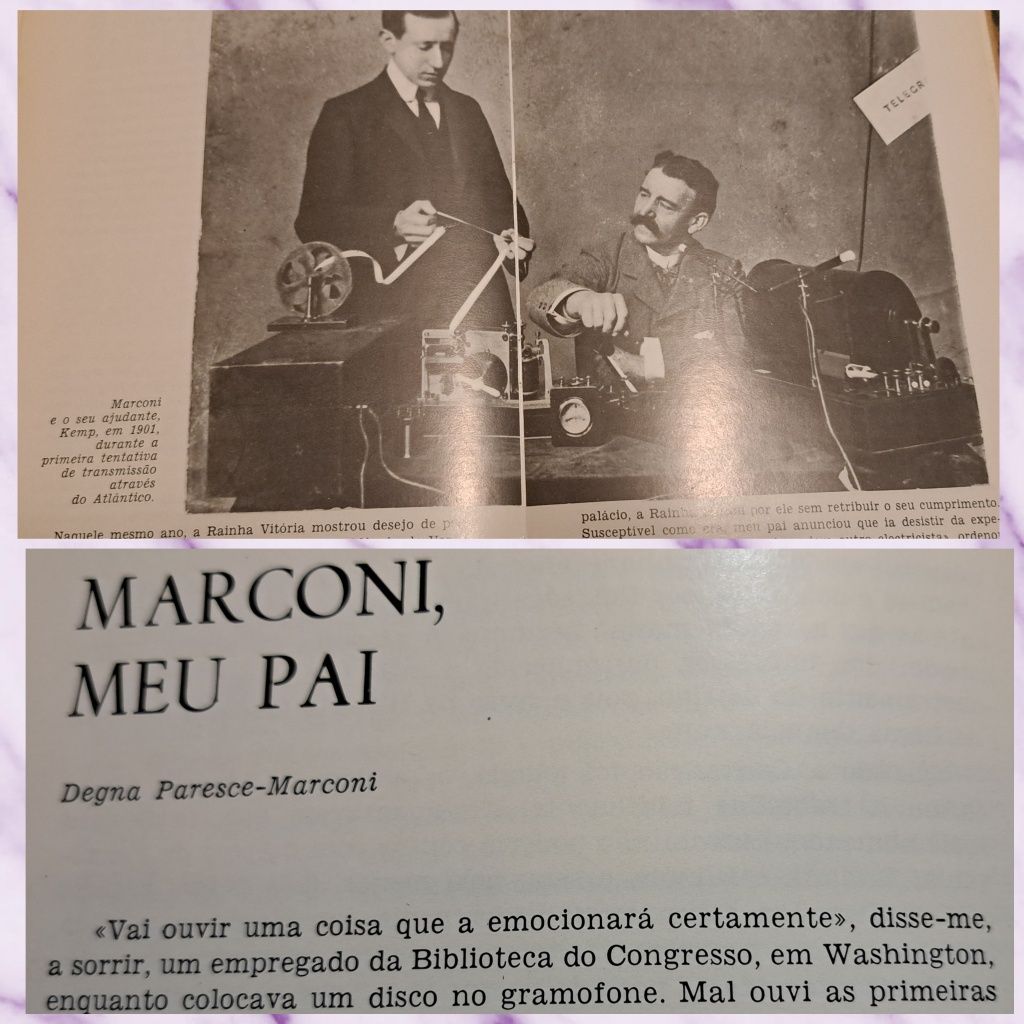 TELEGR
Marconi
e o seu ajudante,
Kemp, em 1901,
durante a
primeira tentativa
de transmissão
através
do Atlântico.
Naquele mesmo ano, a Rainha Vitória mostrou desejo de
palácio, a Rainha por ele sem retribuir o seu cumprimento.
Susceptível como era, meu pai anunciou que ia desistir da expe-
electricista», ordeno
MARCONI,
MEU PAI
Degna Paresce-Marconi
«Vai ouvir uma coisa que a emocionará certamente», disse-me,
a sorrir, um empregado da Biblioteca do Congresso, em Washington,
enquanto colocava um disco no gramofone. Mal ouvi as primeiras